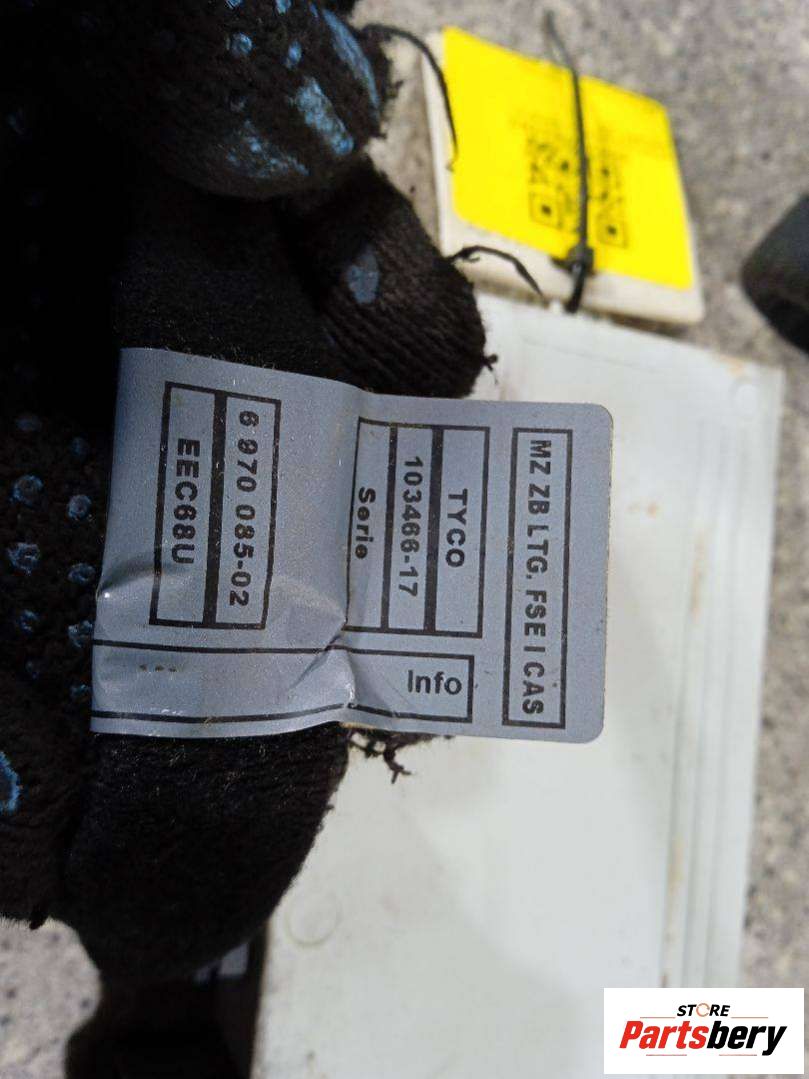 MZ ZB LTG. FSE I CAS
TYCO
103466-17
Serie
Info
6 970 085-02
EEC68U
STORE
Partsbery